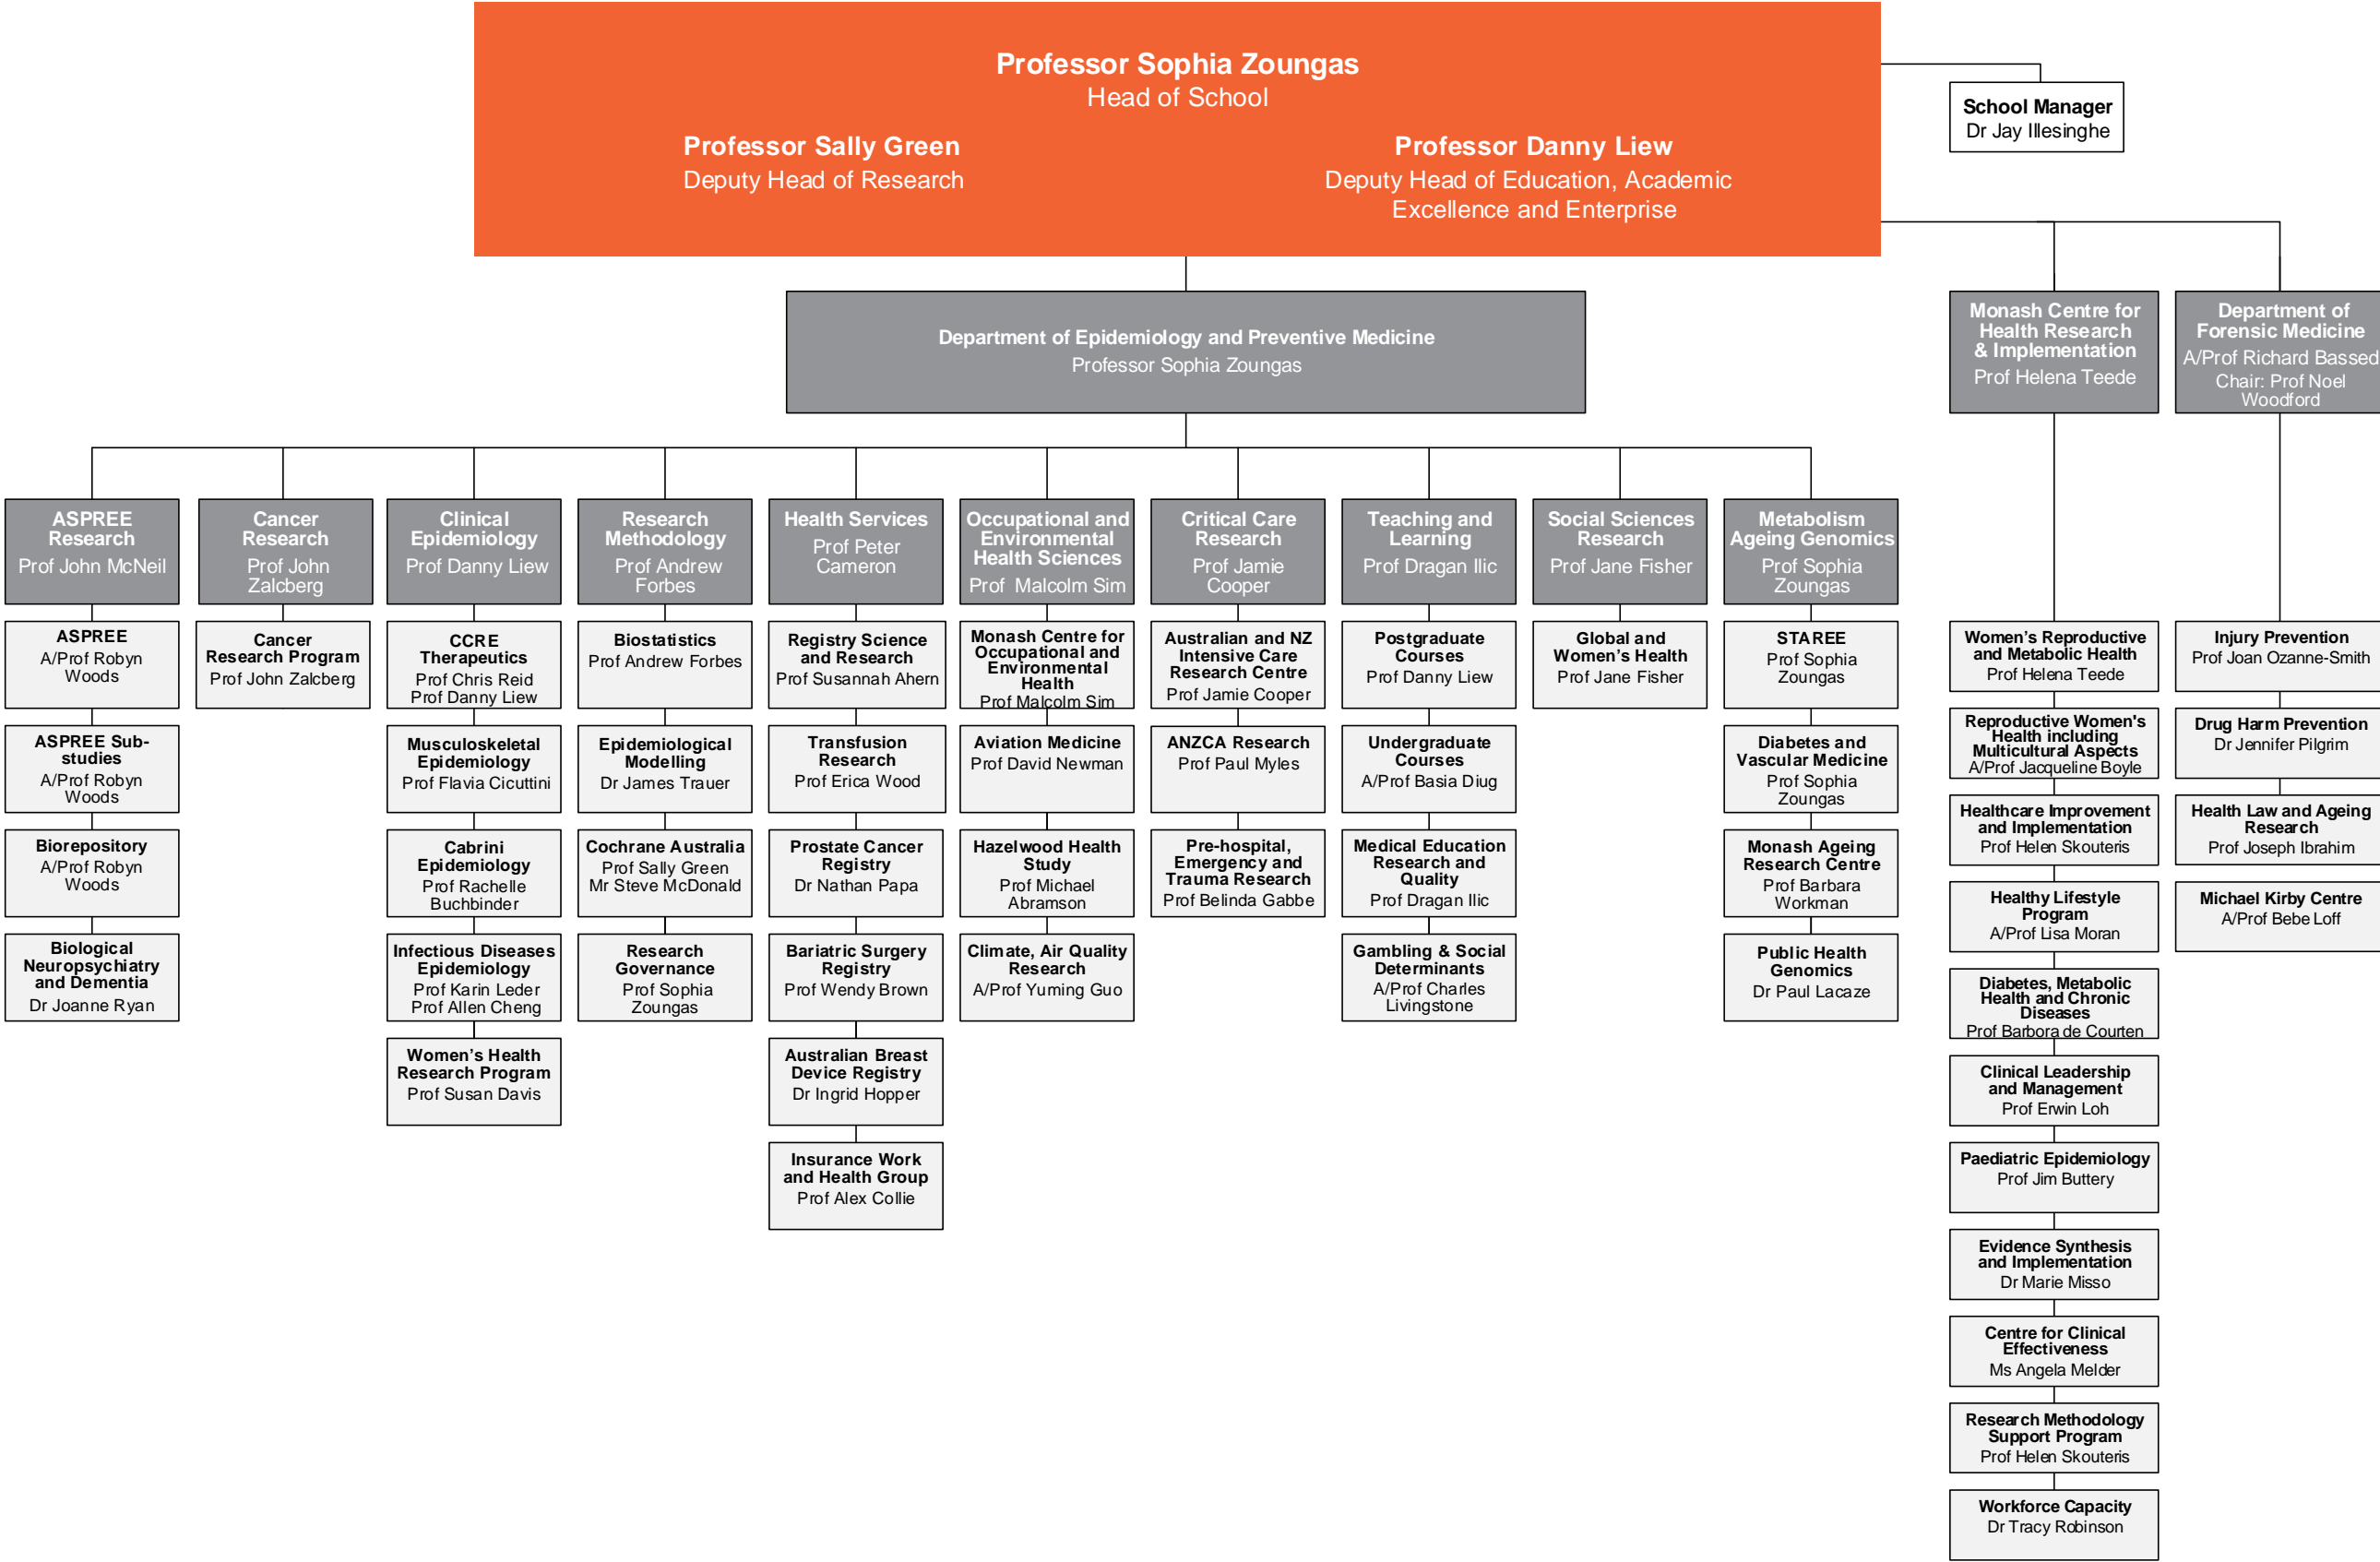 Professor Sophia Zoungas
Head of School
Professor Sally Green
Deputy Head of Research
Professor Danny Liew
Deputy Head of Education, Academic
Excellence and Enterprise
School Manager
Dr Jay Illesinghe
Department of Epidemiology and Preventive Medicine
Professor Sophia Zoungas
Monash Centre for
Health Research
& Implementation
Prof Helena Teede
Department of
Forensic Medicine
A/Prof Richard Bassed
Chair: Prof Noel
Woodford
ASPREE
Research
Prof John McNeil
ASPREE
A/Prof Robyn
Woods
ASPREE Sub-
studies
A/Prof Robyn
Woods
Biorepository
A/Prof Robyn
Woods
Biological
Neuropsychiatry
and Dementia
Dr Joanne Ryan
Cancer
Research
Prof John
Zalcberg
Cancer
Research Program
Prof John Zalcberg
Clinical
Epidemiology
Prof Danny Liew
CCRE
Therapeutics
Prof Chris Reid
Prof Danny Liew
Musculoskeletal
Epidemiology
Prof Flavia Cicuttini
Cabrini
Epidemiology
Prof Rachelle
Buchbinder
Infectious Diseases
Epidemiology
Prof Karin Leder
Prof Allen Cheng
Women's Health
Research Program
Prof Susan Davis
Research
Methodology
Prof Andrew
Forbes
Biostatistics
Prof Andrew Forbes
Epidemiological
Modelling
Dr James Trauer
Cochrane Australia
Prof Sally Green
Mr Steve McDonald
Research
Governance
Prof Sophia
Zoungas
Health Services
Prof Peter
Cameron
Registry Science
and Research
Prof Susannah Ahern
Transfusion
Research
Prof Erica Wood
Prostate Cancer
Registry
Dr Nathan Papa
Bariatric Surgery
Registry
Prof Wendy Brown
Australian Breast
Device Registry
Dr Ingrid Hopper
Insurance Work
and Health Group
Prof Alex Collie
Occupational and
Environmental
Health Sciences
Prof Malcolm Sim
Monash Centre for
Occupational and
Environmental
Health
Prof Malcolm Sim
Aviation Medicine
Prof David Newman
Hazelwood Health
Study
Prof Michael
Abramson
Climate, Air Quality
Research
A/Prof Yuming Guo
Critical Care
Research
Prof Jamie
Cooper
Australian and NZ
Intensive Care
Research Centre
Prof Jamie Cooper
ANZCA Research
Prof Paul Myles
Pre-hospital,
Emergency and
Trauma Research
Prof Belinda Gabbe
Teaching and
Learning
Prof Dragan Ilic
Postgraduate
Courses
Prof Danny Liew
Undergraduate
Courses
A/Prof Basia Diug
Medical Education
Research and
Quality
Prof Dragan Ilic
Gambling & Social
Determinants
A/Prof Charles
Livingstone
Social Sciences
Research
Prof Jane Fisher
Global and
Women's Health
Prof Jane Fisher
Metabolism
Ageing Genomics
Prof Sophia
Zoungas
STAREE
Prof Sophia
Zoungas
Diabetes and
Vascular Medicine
Prof Sophia
Zoungas
Monash Ageing
Research Centre
Prof Barbara
Workman
Public Health
Genomics
Dr Paul Lacaze
Women's Reproductive
and Metabolic Health
Prof Helena Teede
Reproductive Women's
Health including
Multicultural Aspects
A/Prof Jacqueline Boyle
Healthcare Improvement
and Implementation
Prof Helen Skouteris
Healthy Lifestyle
Program
A/Prof Lisa Moran
Diabetes, Metabolic
Health and Chronic
Diseases
Prof Barbora de Courten
Clinical Leadership
and Management
Prof Erwin Loh
Paediatric Epidemiology
Prof Jim Buttery
Evidence Synthesis
and Implementation
Dr Marie Misso
Centre for Clinical
Effectiveness
Ms Angela Melder
Research Methodology
Support Program
Prof Helen Skouteris
Workforce Capacity
Dr Tracy Robinson
Injury Prevention
Prof Joan Ozanne-Smith
Drug Harm Prevention
Dr Jennifer Pilgrim
Health Law and Ageing
Research
Prof Joseph Ibrahim
Michael Kirby Centre
A/Prof Bebe Loff